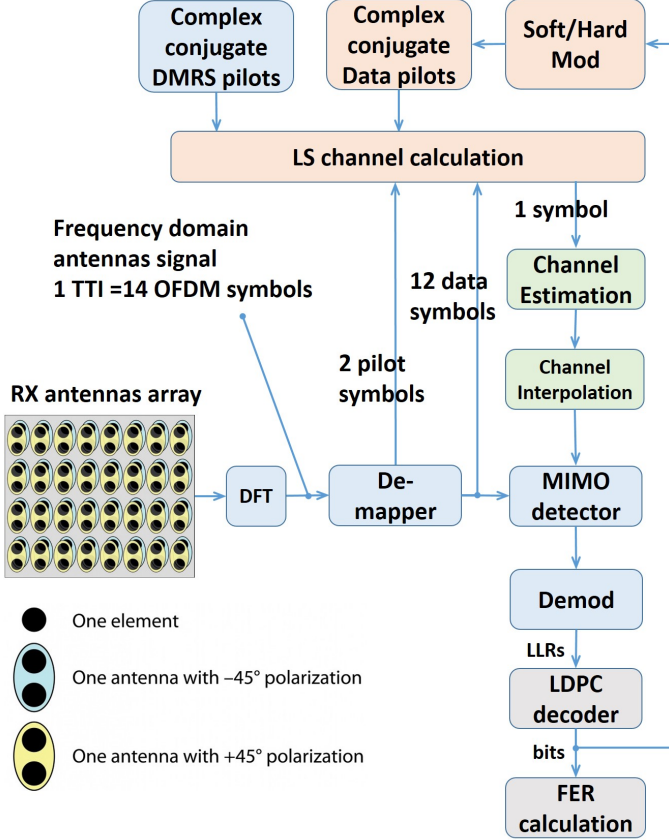 Complex
conjugate
DMRS pilots
Complex
conjugate
Data pilots
Soft/Hard
Mod
LS channel calculation
1 symbol
Frequency domain
antennas signal
1 TTI =14 OFDM symbols
12 data
symbols
Channel
Estimation
2 pilot
symbols
Channel
Interpolation
RX antennas array
DFT
De-
mapper
MIMO
detector
Demod
LLRs
LDPC
decoder
bits
FER
calculation
One element
One antenna with –45° polarization
One antenna with +45° polarization